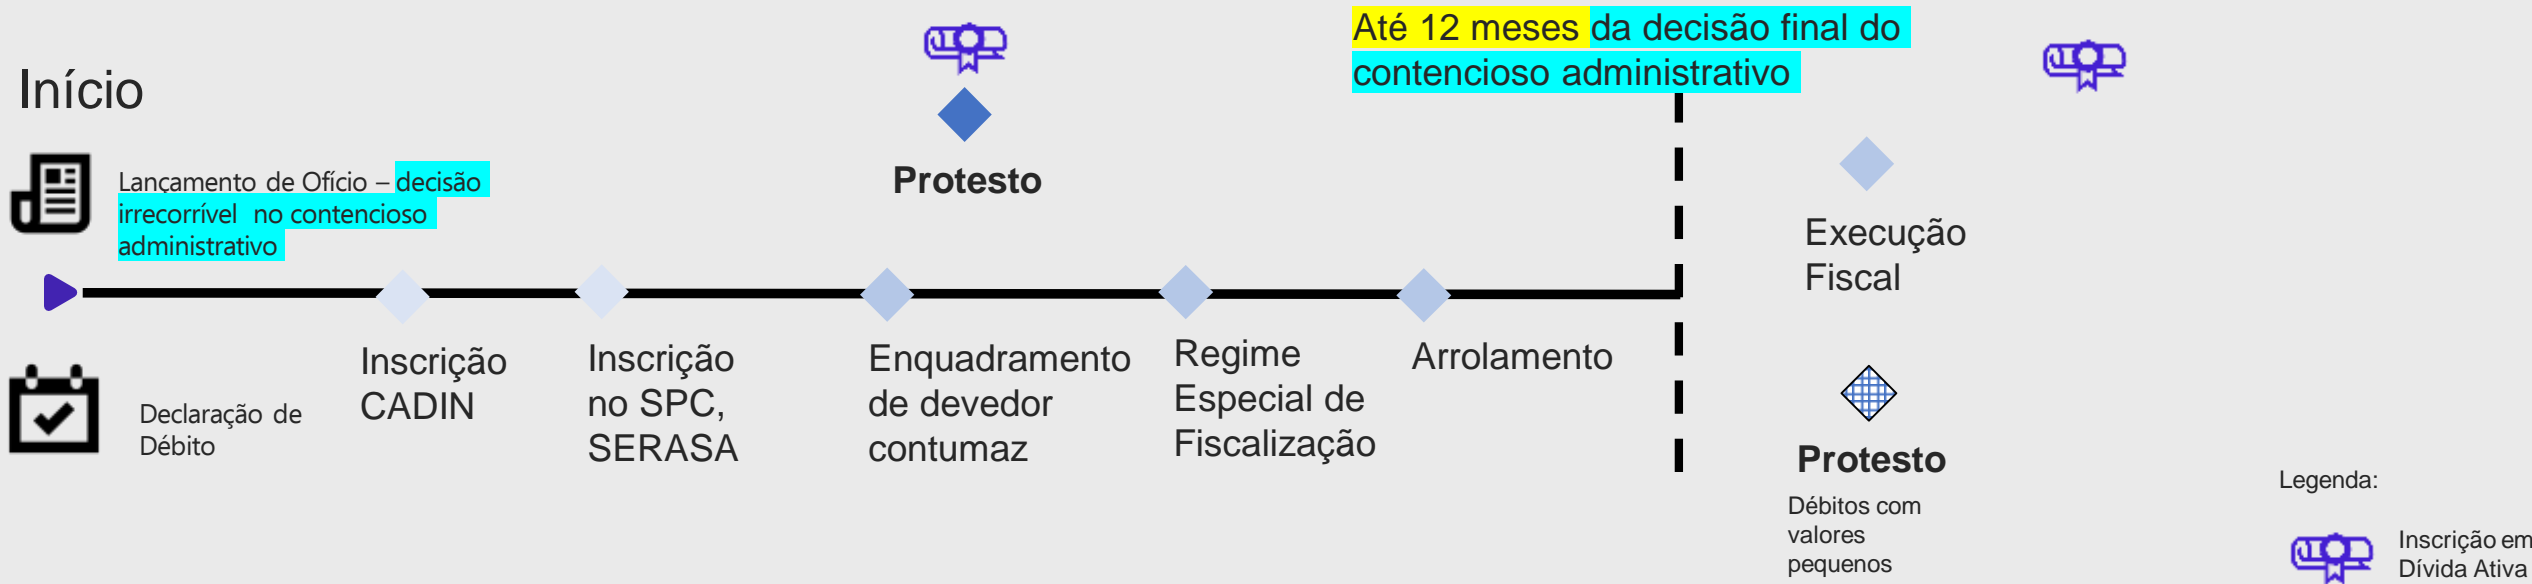 Início
Lançamento de Ofício – decisão
irrecorrível no contencioso
administrativo
Declaração de
Débito
Inscrição
CADIN
Inscrição
no SPC,
SERASA
Protesto
Enquadramento
de devedor
contumaz
Regime
Especial de
Fiscalização
Arrolamento
Até 12 meses da decisão final do
contencioso administrativo
Execução
Fiscal
Protesto
Débitos com
valores
pequenos
Legenda:
Inscrição em
Dívida Ativa